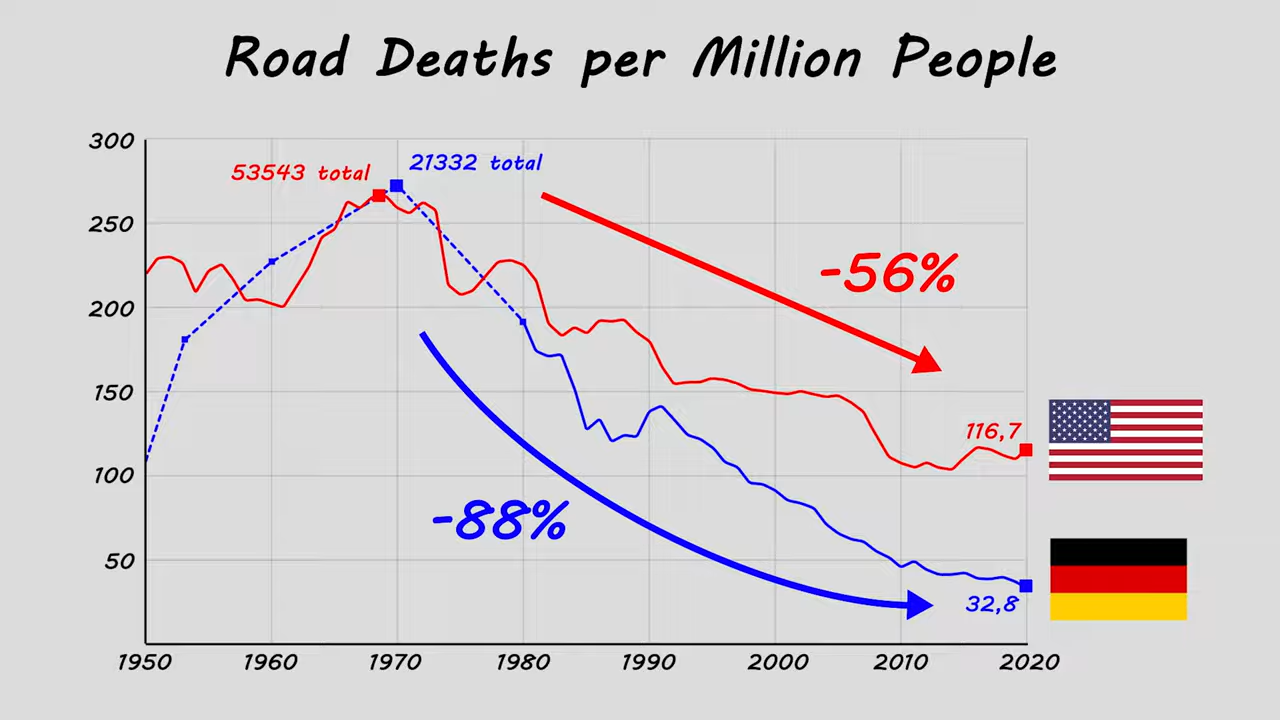 Road Deaths per Million People
300
53543 total
21332 total
250
-56%
200
150
116,7
100
-88%
50
32,8
1950 1960 1970 1980 1990 2000 2010 2020